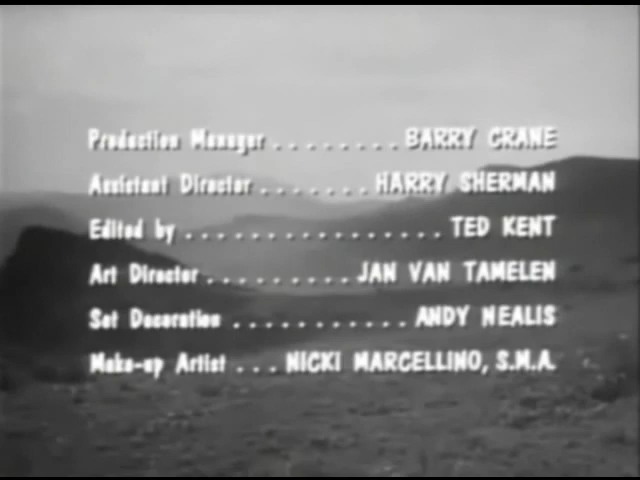 Production Manager ........ BARRY CRANE
Assistant Director ....... HARRY SHERMAN
Edited by ................. TED KENT
Art Director .......... JAN VAN TAMELEN
Set Decoration ............ ANDY NEALIS
Make-up Artist ... NICKI MARCELLINO, S.M.A.